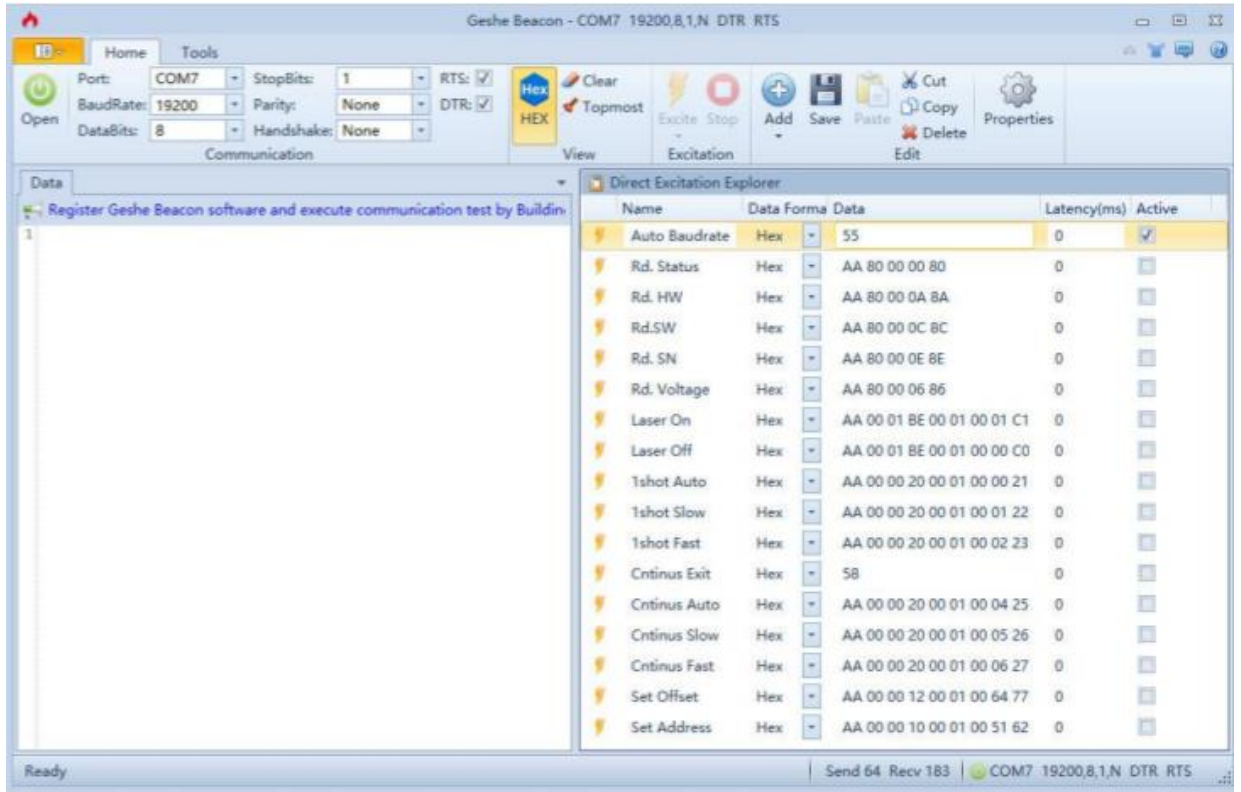 Geshe Beacon - COM7 19200,8,1,N DTR RTS
Home Tools
Port: COM7 StopBits: 1 RTS:
BaudRate: 19200 Parity: None DTR:
DataBits: 8 Handshake: None
Open
Communication
Hex
HEX
Clear
Topmost
View
Excite Stop
Excitation
Add Save Paste
Cut
Copy
Delete
Edit
Properties
Data
Register Geshe Beacon software and execute communication test by Buildin
1
Direct Excitation Explorer
Name Data Forma Data Latency(ms) Active
Auto Baudrate Hex 55 0
Rd. Status Hex AA 80 00 00 80 0
Rd. HW Hex AA 80 00 0A 8A 0
Rd.SW Hex AA 80 00 0C 8C 0
Rd. SN Hex AA 80 00 0E 8E 0
Rd. Voltage Hex AA 80 00 06 86 0
Laser On Hex AA 00 01 BE 00 01 00 01 C1 0
Laser Off Hex AA 00 01 BE 00 01 00 00 C0 0
1shot Auto Hex AA 00 00 20 00 01 00 00 21 0
1shot Slow Hex AA 00 00 20 00 01 00 01 22 0
1shot Fast Hex AA 00 00 20 00 01 00 02 23 0
Cntinus Exit Hex 58 0
Cntinus Auto Hex AA 00 00 20 00 01 00 04 25 0
Cntinus Slow Hex AA 00 00 20 00 01 00 05 26 0
Cntinus Fast Hex AA 00 00 20 00 01 00 06 27 0
Set Offset Hex AA 00 00 12 00 01 00 64 77 0
Set Address Hex AA 00 00 10 00 01 00 51 62 0
Ready Send 64 Recv 183 COM7 19200,8,1,N DTR RTS